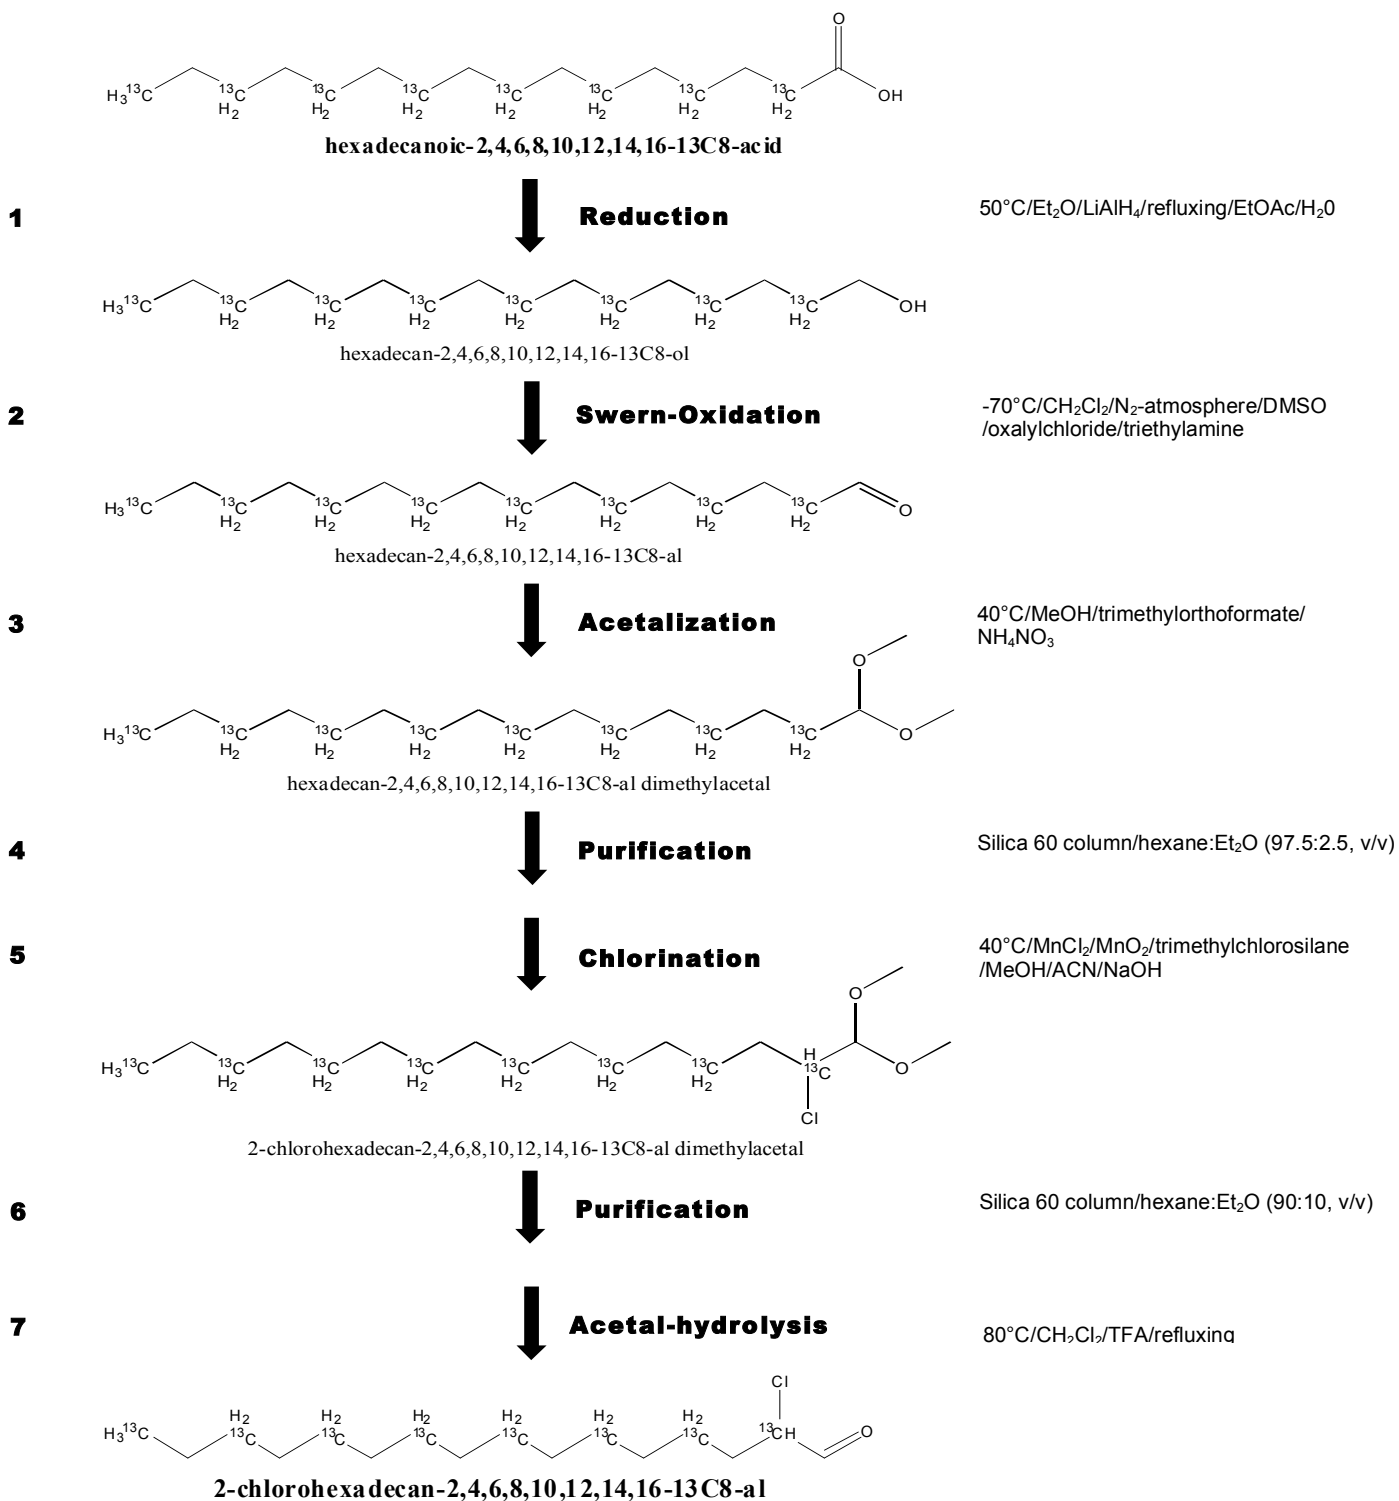 O
H₃¹³C ¹³C ¹³C ¹³C ¹³C ¹³C ¹³C ¹³C OH
H₂ H₂ H₂ H₂ H₂ H₂ H₂
hexadecanoic-2,4,6,8,10,12,14,16-13C8-acid
1 Reduction 50°C/Et₂O/LiAlH₄/refluxing/EtOAc/H₂0
H₃¹³C ¹³C ¹³C ¹³C ¹³C ¹³C ¹³C ¹³C OH
H₂ H₂ H₂ H₂ H₂ H₂ H₂
hexadecan-2,4,6,8,10,12,14,16-13C8-ol
2 Swern-Oxidation -70°C/CH₂Cl₂/N₂-atmosphere/DMSO
/oxalylchloride/triethylamine
H₃¹³C ¹³C ¹³C ¹³C ¹³C ¹³C ¹³C ¹³C O
H₂ H₂ H₂ H₂ H₂ H₂ H₂
hexadecan-2,4,6,8,10,12,14,16-13C8-al
3 Acetalization 40°C/MeOH/trimethylorthoformate/
NH₄NO₃
O
H₃¹³C ¹³C ¹³C ¹³C ¹³C ¹³C ¹³C ¹³C O
H₂ H₂ H₂ H₂ H₂ H₂ H₂
hexadecan-2,4,6,8,10,12,14,16-13C8-al dimethylacetal
4 Purification Silica 60 column/hexane:Et₂O (97.5:2.5, v/v)
5 Chlorination 40°C/MnCl₂/MnO₂/trimethylchlorosilane
/MeOH/ACN/NaOH
O
H
H₃¹³C ¹³C ¹³C ¹³C ¹³C ¹³C ¹³C ¹³C O
H₂ H₂ H₂ H₂ H₂ H₂
Cl
2-chlorohexadecan-2,4,6,8,10,12,14,16-13C8-al dimethylacetal
6 Purification Silica 60 column/hexane:Et₂O (90:10, v/v)
7 Acetal-hydrolysis 80°C/CH₂Cl₂/TFA/refluxing
Cl
H₂ H₂ H₂ H₂ H₂ H₂
H₃¹³C ¹³C ¹³C ¹³C ¹³C ¹³C ¹³C ¹³CH O
2-chlorohexadecan-2,4,6,8,10,12,14,16-13C8-al